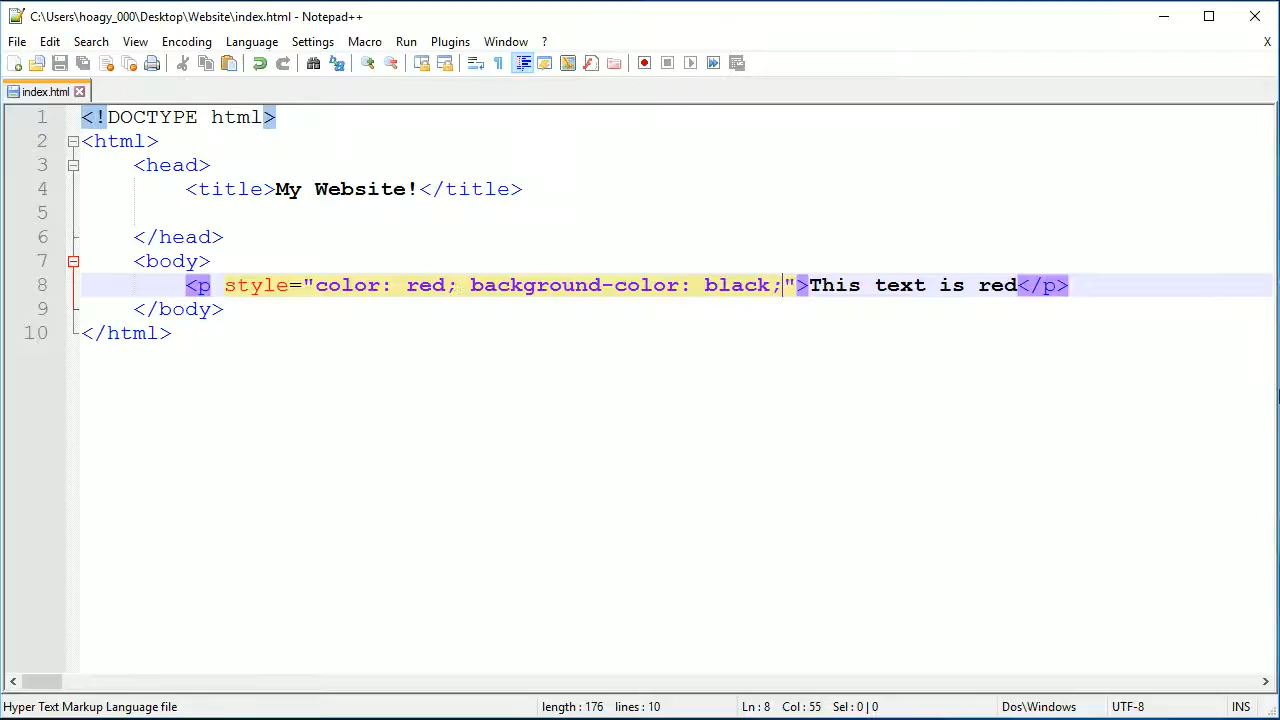 C:\Users\hoagy_000\Desktop\Website\index.html - Notepad++
File Edit Search View Encoding Language Settings Macro Run Plugins Window ? X
index.html
1 <!DOCTYPE html>
2 <html>
3 <head>
4 <title>My Website!</title>
5
6 </head>
7 <body>
8 <p style="color: red; background-color: black;">This text is red</p>
9 </body>
10 </html>
Hyper Text Markup Language file length : 176 lines : 10 Ln : 8 Col : 55 Sel : 0 | 0 Dos\Windows UTF-8 INS